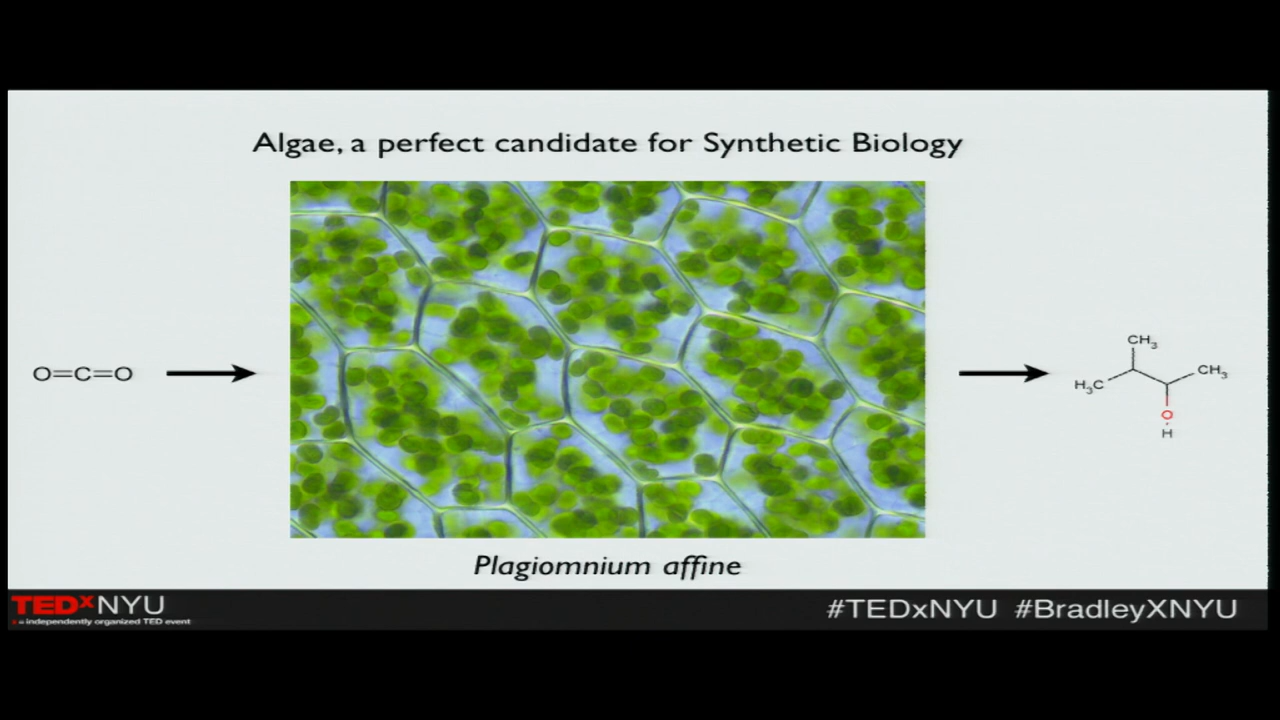 Algae, a perfect candidate for Synthetic Biology
O=C=O
CH3
H3C
CH3
O
H
Plagiomnium affine
TEDxNYU
x = independently organized TED event
#TEDxNYU #BradleyXNYU